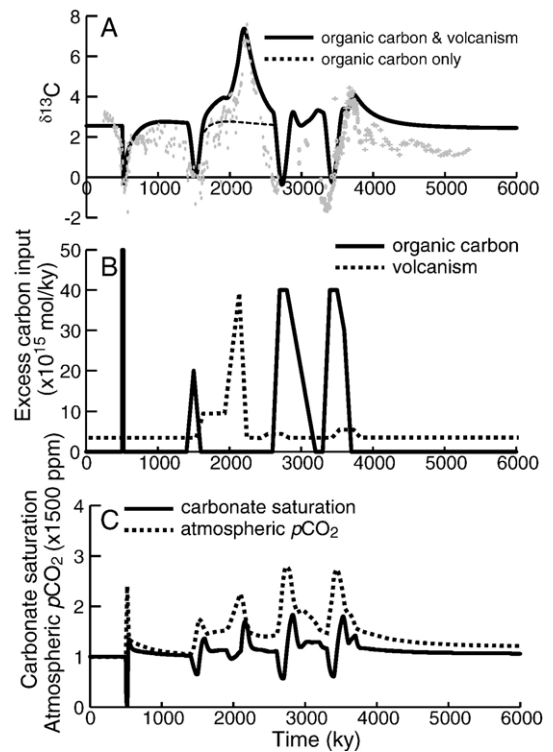 A
organic carbon & volcanism
organic carbon only
δ13C
8
6
4
2
0
-2
1000 2000 3000 4000 5000 6000
B
organic carbon
volcanism
Excess carbon input
(x10^15 mol/ky)
50
40
30
20
10
0
0 1000 2000 3000 4000 5000 6000
C
carbonate saturation
atmospheric pCO2
Carbonate saturation
Atmospheric pCO2 (x1500 ppm)
4
3
2
1
0
0 1000 2000 3000 4000 5000 6000
Time (ky)